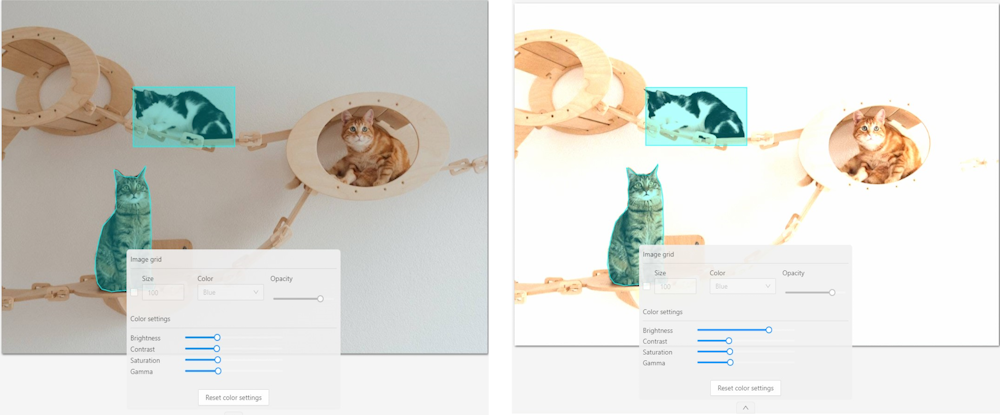 Image grid
Size Color Opacity
100 Blue
Color settings
Brightness
Contrast
Saturation
Gamma
Reset color settings
Image grid
Size Color Opacity
100 Blue
Color settings
Brightness
Contrast
Saturation
Gamma
Reset color settings